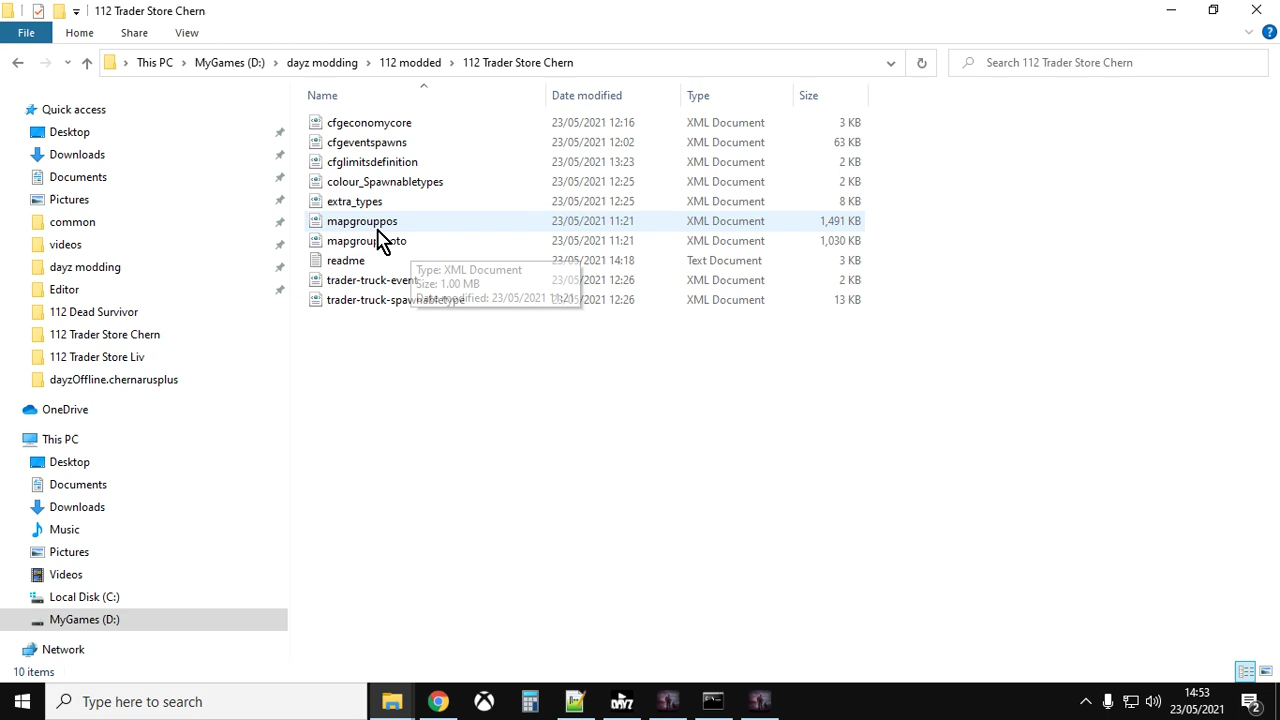 112 Trader Store Chern
File Home Share View
This PC > MyGames (D:) > dayz modding > 112 modded > 112 Trader Store Chern
Search 112 Trader Store Chern
Name Date modified Type Size
cfgeconomycore 23/05/2021 12:16 XML Document 3 KB
cfgeventspawns 23/05/2021 12:02 XML Document 63 KB
cfglimitsdefinition 23/05/2021 13:23 XML Document 2 KB
colour_Spawnabletypes 23/05/2021 12:25 XML Document 2 KB
extra_types 23/05/2021 12:25 XML Document 8 KB
mapgrouppos 23/05/2021 11:21 XML Document 1,491 KB
mapgroupproto 23/05/2021 11:21 XML Document 1,030 KB
readme 23/05/2021 14:18 Text Document 3 KB
trader-truck-event 23/05/2021 12:26 XML Document 2 KB
trader-truck-spawnabletype 23/05/2021 12:26 XML Document 13 KB
Type: XML Document
Size: 1.00 MB
Date modified: 23/05/2021 11:21
Quick access
Desktop
Downloads
Documents
Pictures
common
videos
dayz modding
Editor
112 Dead Survivor
112 Trader Store Chern
112 Trader Store Liv
dayzOffline.chernarusplus
OneDrive
This PC
Desktop
Documents
Downloads
Music
Pictures
Videos
Local Disk (C:)
MyGames (D:)
Network
10 items
Type here to search
DAYZ
14:53
23/05/2021
2